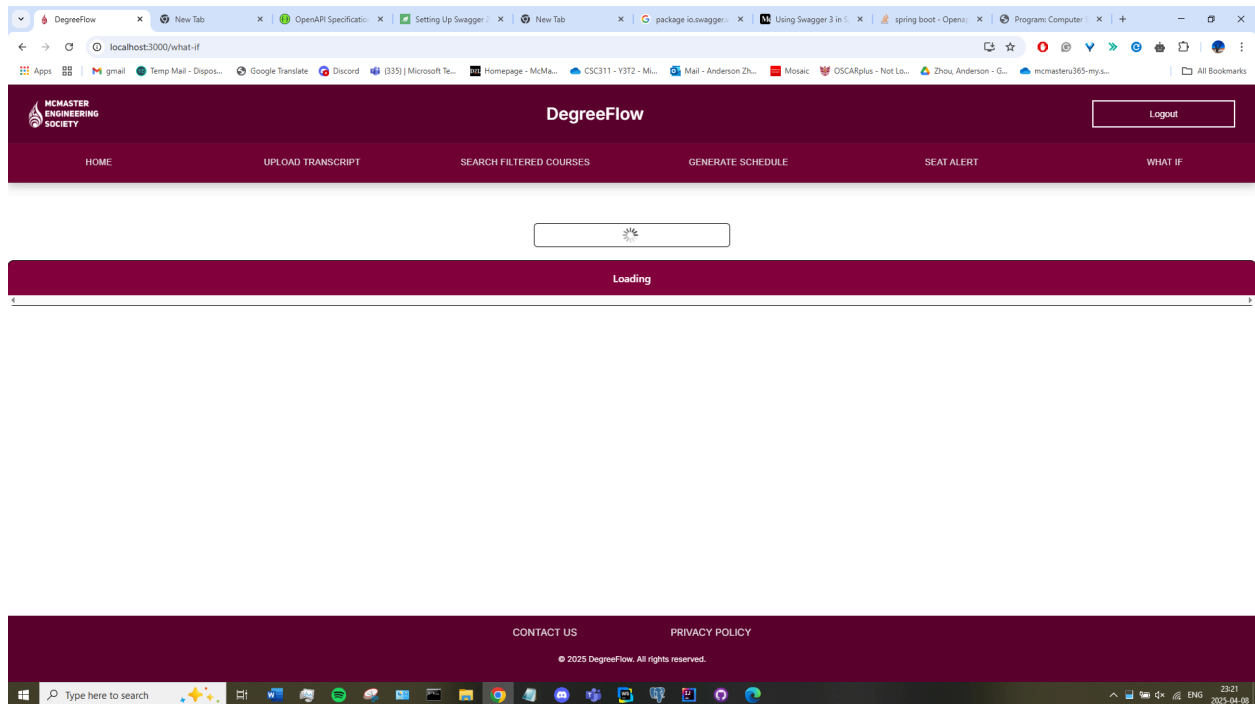 DegreeFlow New Tab OpenAPI Specificatio Setting Up Swagger New Tab package io.swagger.v Using Swagger 3 in S spring boot - Openap Program: Computer
localhost:3000/what-if
Apps gmail Temp Mail - Dispos... Google Translate Discord (335) | Microsoft Te... Homepage - McMa... CSC311 - Y3T2 - Mi... Mail - Anderson Zh... Mosaic OSCARplus - Not Lo... Zhou, Anderson - G... mcmasteru365-my.s... All Bookmarks
MCMASTER
ENGINEERING
SOCIETY
DegreeFlow
Logout
HOME UPLOAD TRANSCRIPT SEARCH FILTERED COURSES GENERATE SCHEDULE SEAT ALERT WHAT IF
Loading
CONTACT US PRIVACY POLICY
© 2025 DegreeFlow. All rights reserved.
Type here to search
ENG
23:21
2025-04-08